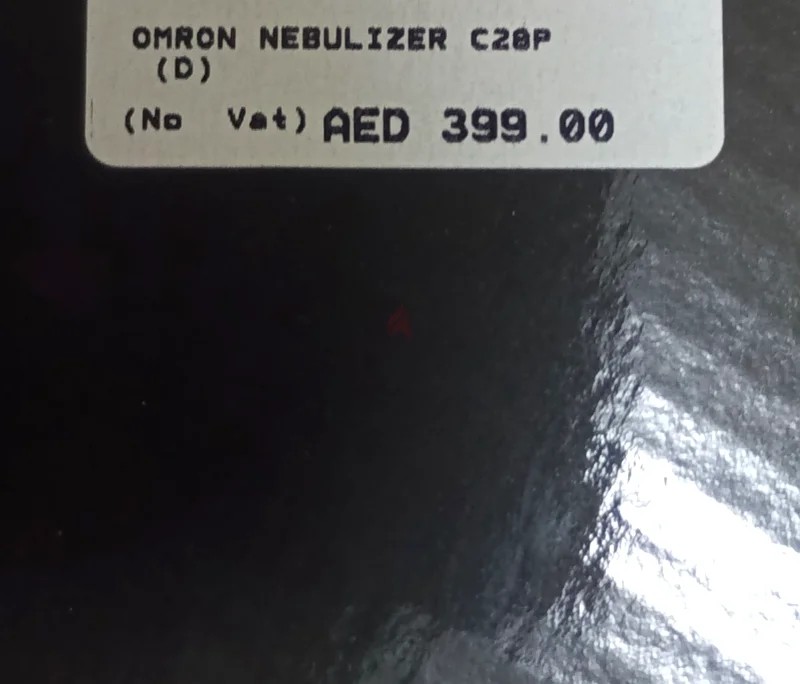 OMRON NEBULIZER C28P
(D)
(No Vat) AED 399.00